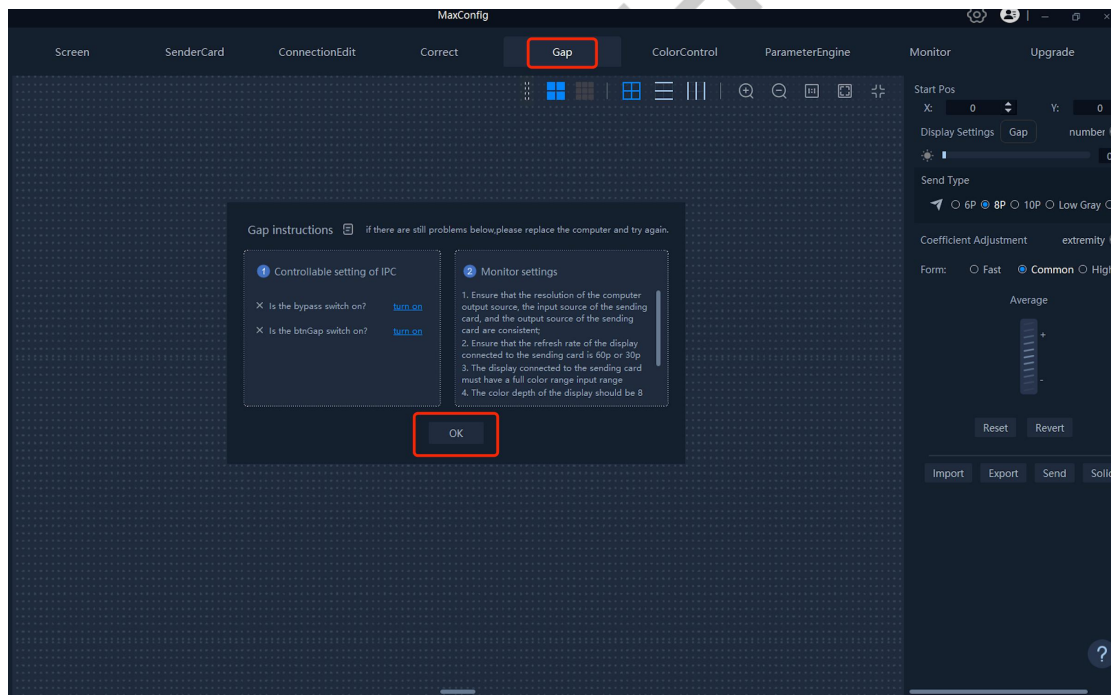 MaxConfig
Screen SenderCard ConnectionEdit Correct Gap ColorControl ParameterEngine Monitor Upgrade
1:1
Start Pos
X: 0 Y: 0
Display Settings Gap number
Send Type
6P 8P 10P Low Gray
Coefficient Adjustment extremity
Form: Fast Common High
Average
+
-
Reset Revert
Import Export Send
Gap instructions if there are still problems below,please replace the computer and try again.
1 Controllable setting of IPC
× Is the bypass switch on? turn on
× Is the btnGap switch on? turn on
2 Monitor settings
1. Ensure that the resolution of the computer
output source, the input source of the sending
card, and the output source of the sending
card are consistent;
2. Ensure that the refresh rate of the display
connected to the sending card is 60p or 30p
3. The display connected to the sending card
must have a full color range input range
4. The color depth of the display should be 8
OK
?